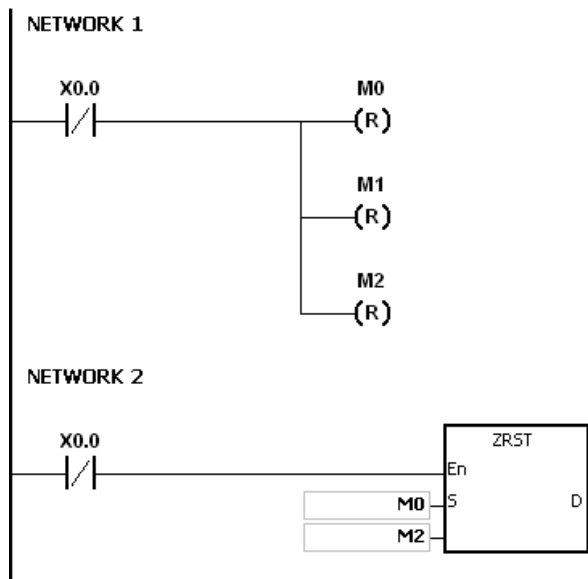 NETWORK 1
X0.0
M0
(R)
M1
(R)
M2
(R)
NETWORK 2
X0.0
ZRST
En
M0 S D
M2